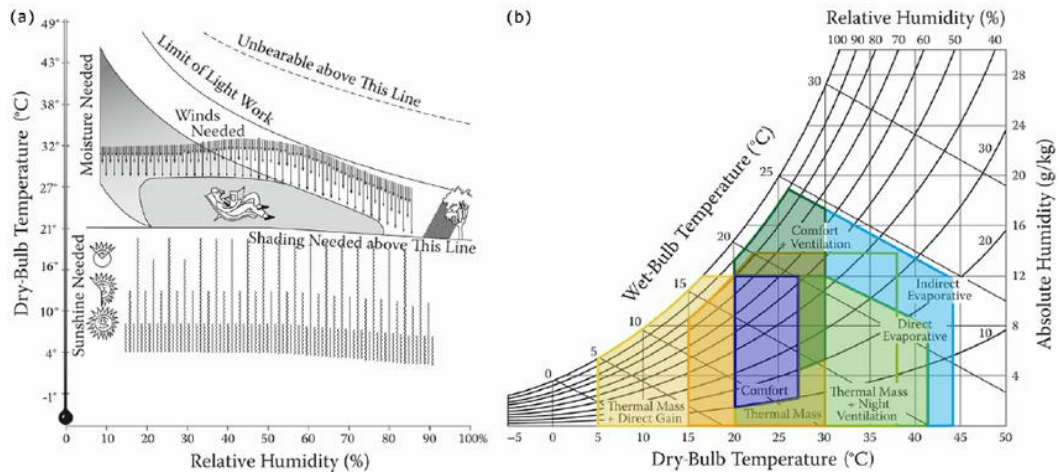 (a)
49°
43°
38°
32°
27°
21°
16°
10°
4°
-1°
Dry-Bulb Temperature (°C)
Moisture Needed
Sunshine Needed
Unbearable above This Line
Limit of Light Work
Winds
Needed
Shading Needed above This Line
0 10 20 30 40 50 60 70 80 90 100%
Relative Humidity (%)
(b)
Relative Humidity (%)
100 90 80 70 60 50 40
30
20
10
Wet-Bulb Temperature (°C)
30
25
20
15
10
5
0
28
24
20
16
12
8
4
Absolute Humidity (g/kg)
Comfort
Ventilation
Indirect
Evaporative
Direct
Evaporative
Comfort
Thermal Mass
+ Direct Gain
Thermal Mass
Thermal Mass
+ Night
Ventilation
-5 0 5 10 15 20 25 30 35 40 45 50
Dry-Bulb Temperature (°C)